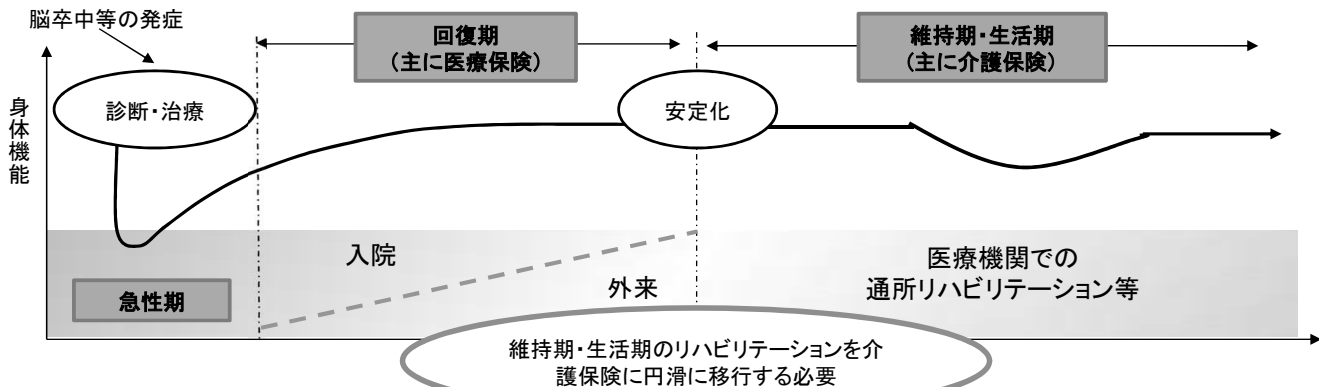 脳卒中等の発症
回復期
(主に医療保険)
維持期・生活期
(主に介護保険)
診断・治療
安定化
身体機能
入院
外来
医療機関での
通所リハビリテーション等
急性期
維持期・生活期のリハビリテーションを介
護保険に円滑に移行する必要